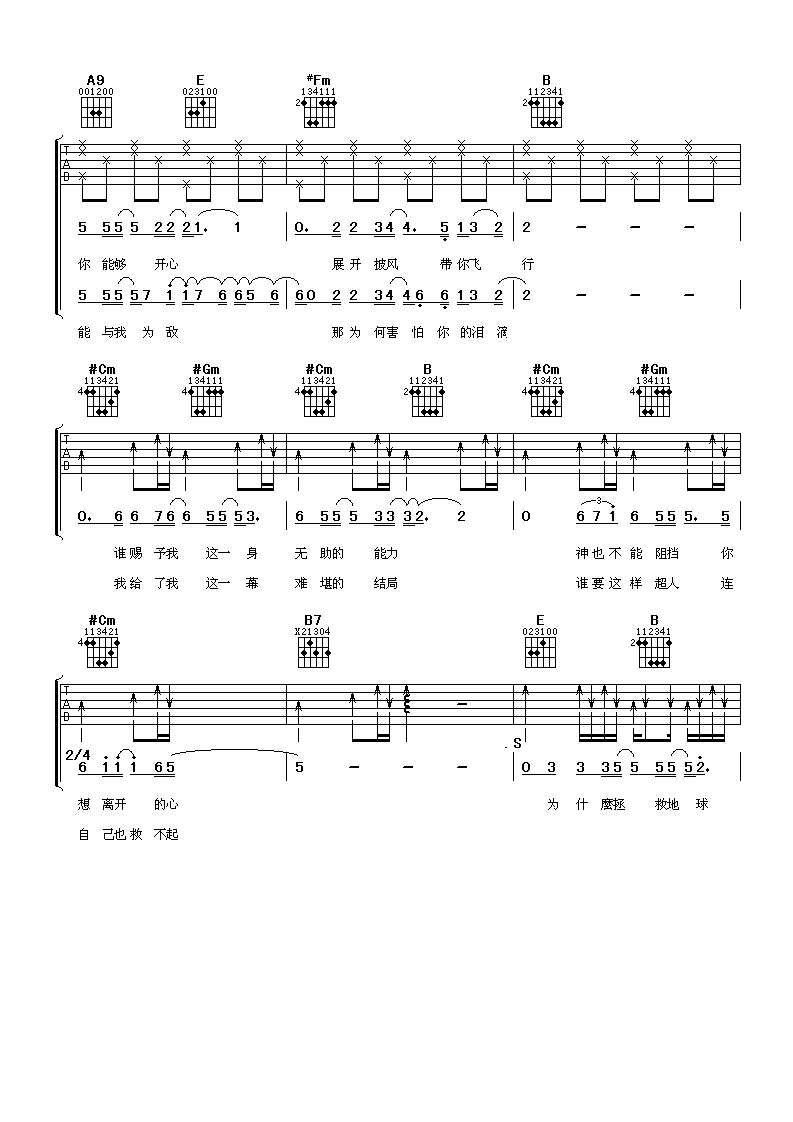 A9 E #Fm B
001200 023100 134111 112341
2 2
T
A
B
5 55 5 22 21. 1 0. 2 2 34 4. 5 13 2 2 - - -
你 能够 开心 展 开 披风 带 你飞 行
5 55 57 1 17 6 65 6 60 2 2 34 46 6 13 2 2 - - -
能 与我 为 敌 那 为 何害 怕 你 的泪 滴
#Cm #Gm #Cm B #Cm #Gm
113421 134111 113421 112341 113421 134111
4 4 4 2 4 4
T
A
B
3
0. 6 6 76 6 55 53. 6 55 5 33 32. 2 0 671 6 55 5. 5
谁赐 予我 这一 身 无 助的 能力 神也不 能 阻挡 你
我给 了我 这一 幕 难 堪的 结局 谁要这 样 超人 连
#Cm B7 E B
113421 X21304 023100 112341
4 2
T
A
B
.S
2/4
6 11 1 65 5 - - - 0 3 3 35 5 55 52.
想 离开 的心 为 什 麼拯 救地 球
自 己也 救 不起